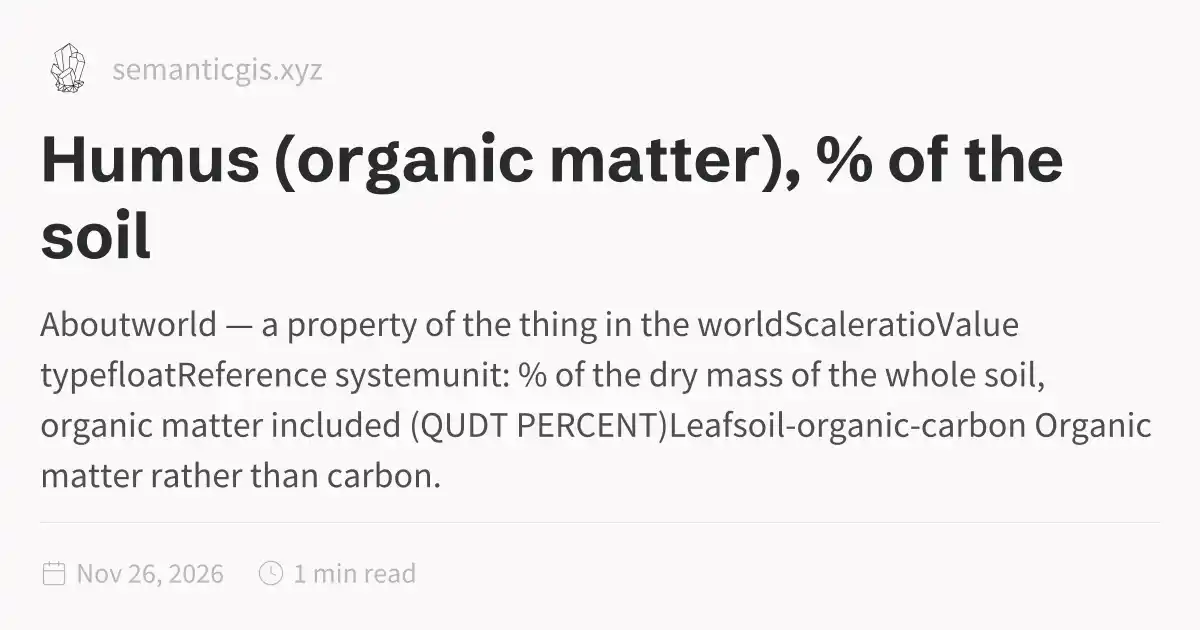 semanticgis.xyz
Humus (organic matter), % of the
soil
Aboutworld — a property of the thing in the worldScaleratioValue
typefloatReference systemunit: % of the dry mass of the whole soil,
organic matter included (QUDT PERCENT)Leafsoil-organic-carbon Organic
matter rather than carbon.
Nov 26, 2026 1 min read